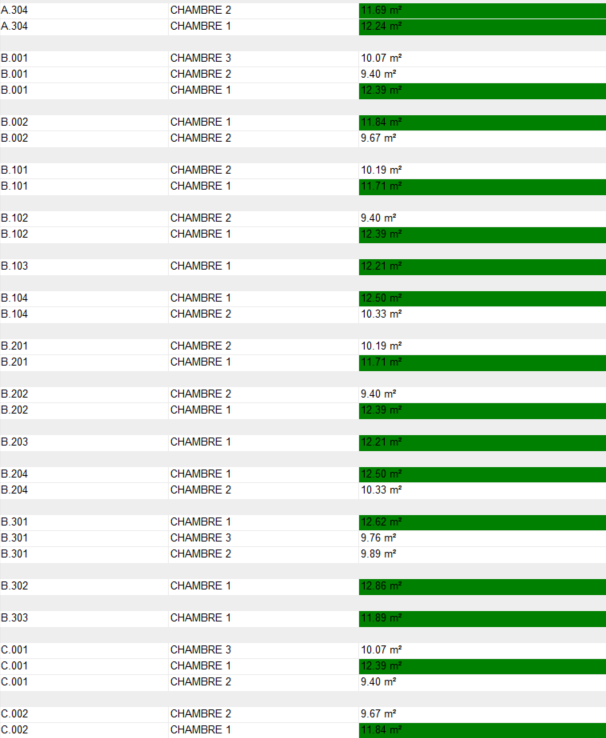 A.304 CHAMBRE 2 11.69 m²
A.304 CHAMBRE 1 12.24 m²
B.001 CHAMBRE 3 10.07 m²
B.001 CHAMBRE 2 9.40 m²
B.001 CHAMBRE 1 12.39 m²
B.002 CHAMBRE 1 11.84 m²
B.002 CHAMBRE 2 9.67 m²
B.101 CHAMBRE 2 10.19 m²
B.101 CHAMBRE 1 11.71 m²
B.102 CHAMBRE 2 9.40 m²
B.102 CHAMBRE 1 12.39 m²
B.103 CHAMBRE 1 12.21 m²
B.104 CHAMBRE 1 12.50 m²
B.104 CHAMBRE 2 10.33 m²
B.201 CHAMBRE 2 10.19 m²
B.201 CHAMBRE 1 11.71 m²
B.202 CHAMBRE 2 9.40 m²
B.202 CHAMBRE 1 12.39 m²
B.203 CHAMBRE 1 12.21 m²
B.204 CHAMBRE 1 12.50 m²
B.204 CHAMBRE 2 10.33 m²
B.301 CHAMBRE 1 12.62 m²
B.301 CHAMBRE 3 9.76 m²
B.301 CHAMBRE 2 9.89 m²
B.302 CHAMBRE 1 12.86 m²
B.303 CHAMBRE 1 11.89 m²
C.001 CHAMBRE 3 10.07 m²
C.001 CHAMBRE 1 12.39 m²
C.001 CHAMBRE 2 9.40 m²
C.002 CHAMBRE 2 9.67 m²
C.002 CHAMBRE 1 11.84 m²